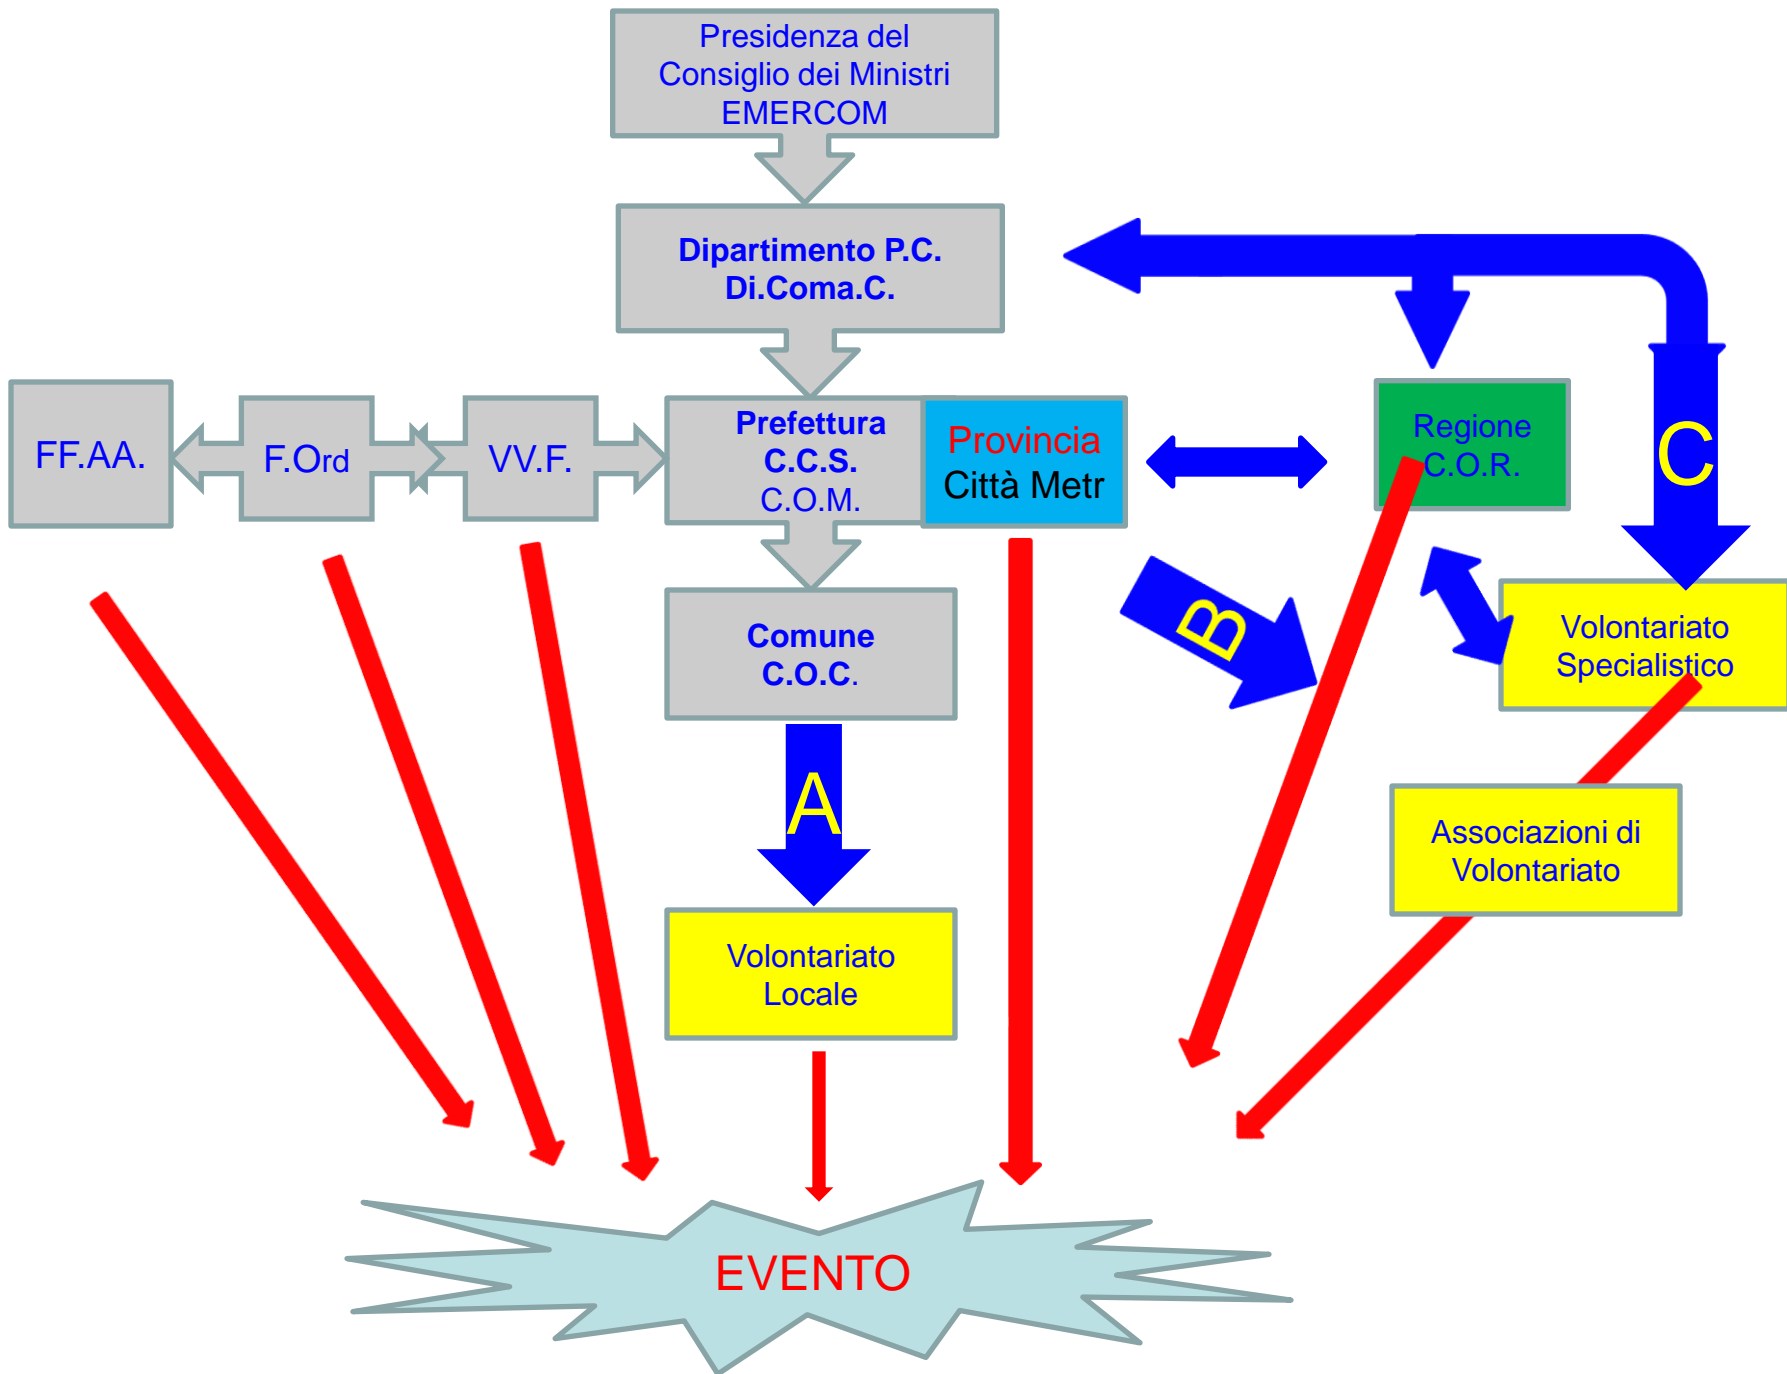 Presidenza del
Consiglio dei Ministri
EMERCOM
Dipartimento P.C.
Di.Coma.C.
FF.AA.
F.Ord
VV.F.
Prefettura
C.C.S.
C.O.M.
Provincia
Città Metr
Regione
C.O.R.
C
B
Comune
C.O.C.
Volontariato
Specialistico
A
Associazioni di
Volontariato
Volontariato
Locale
EVENTO